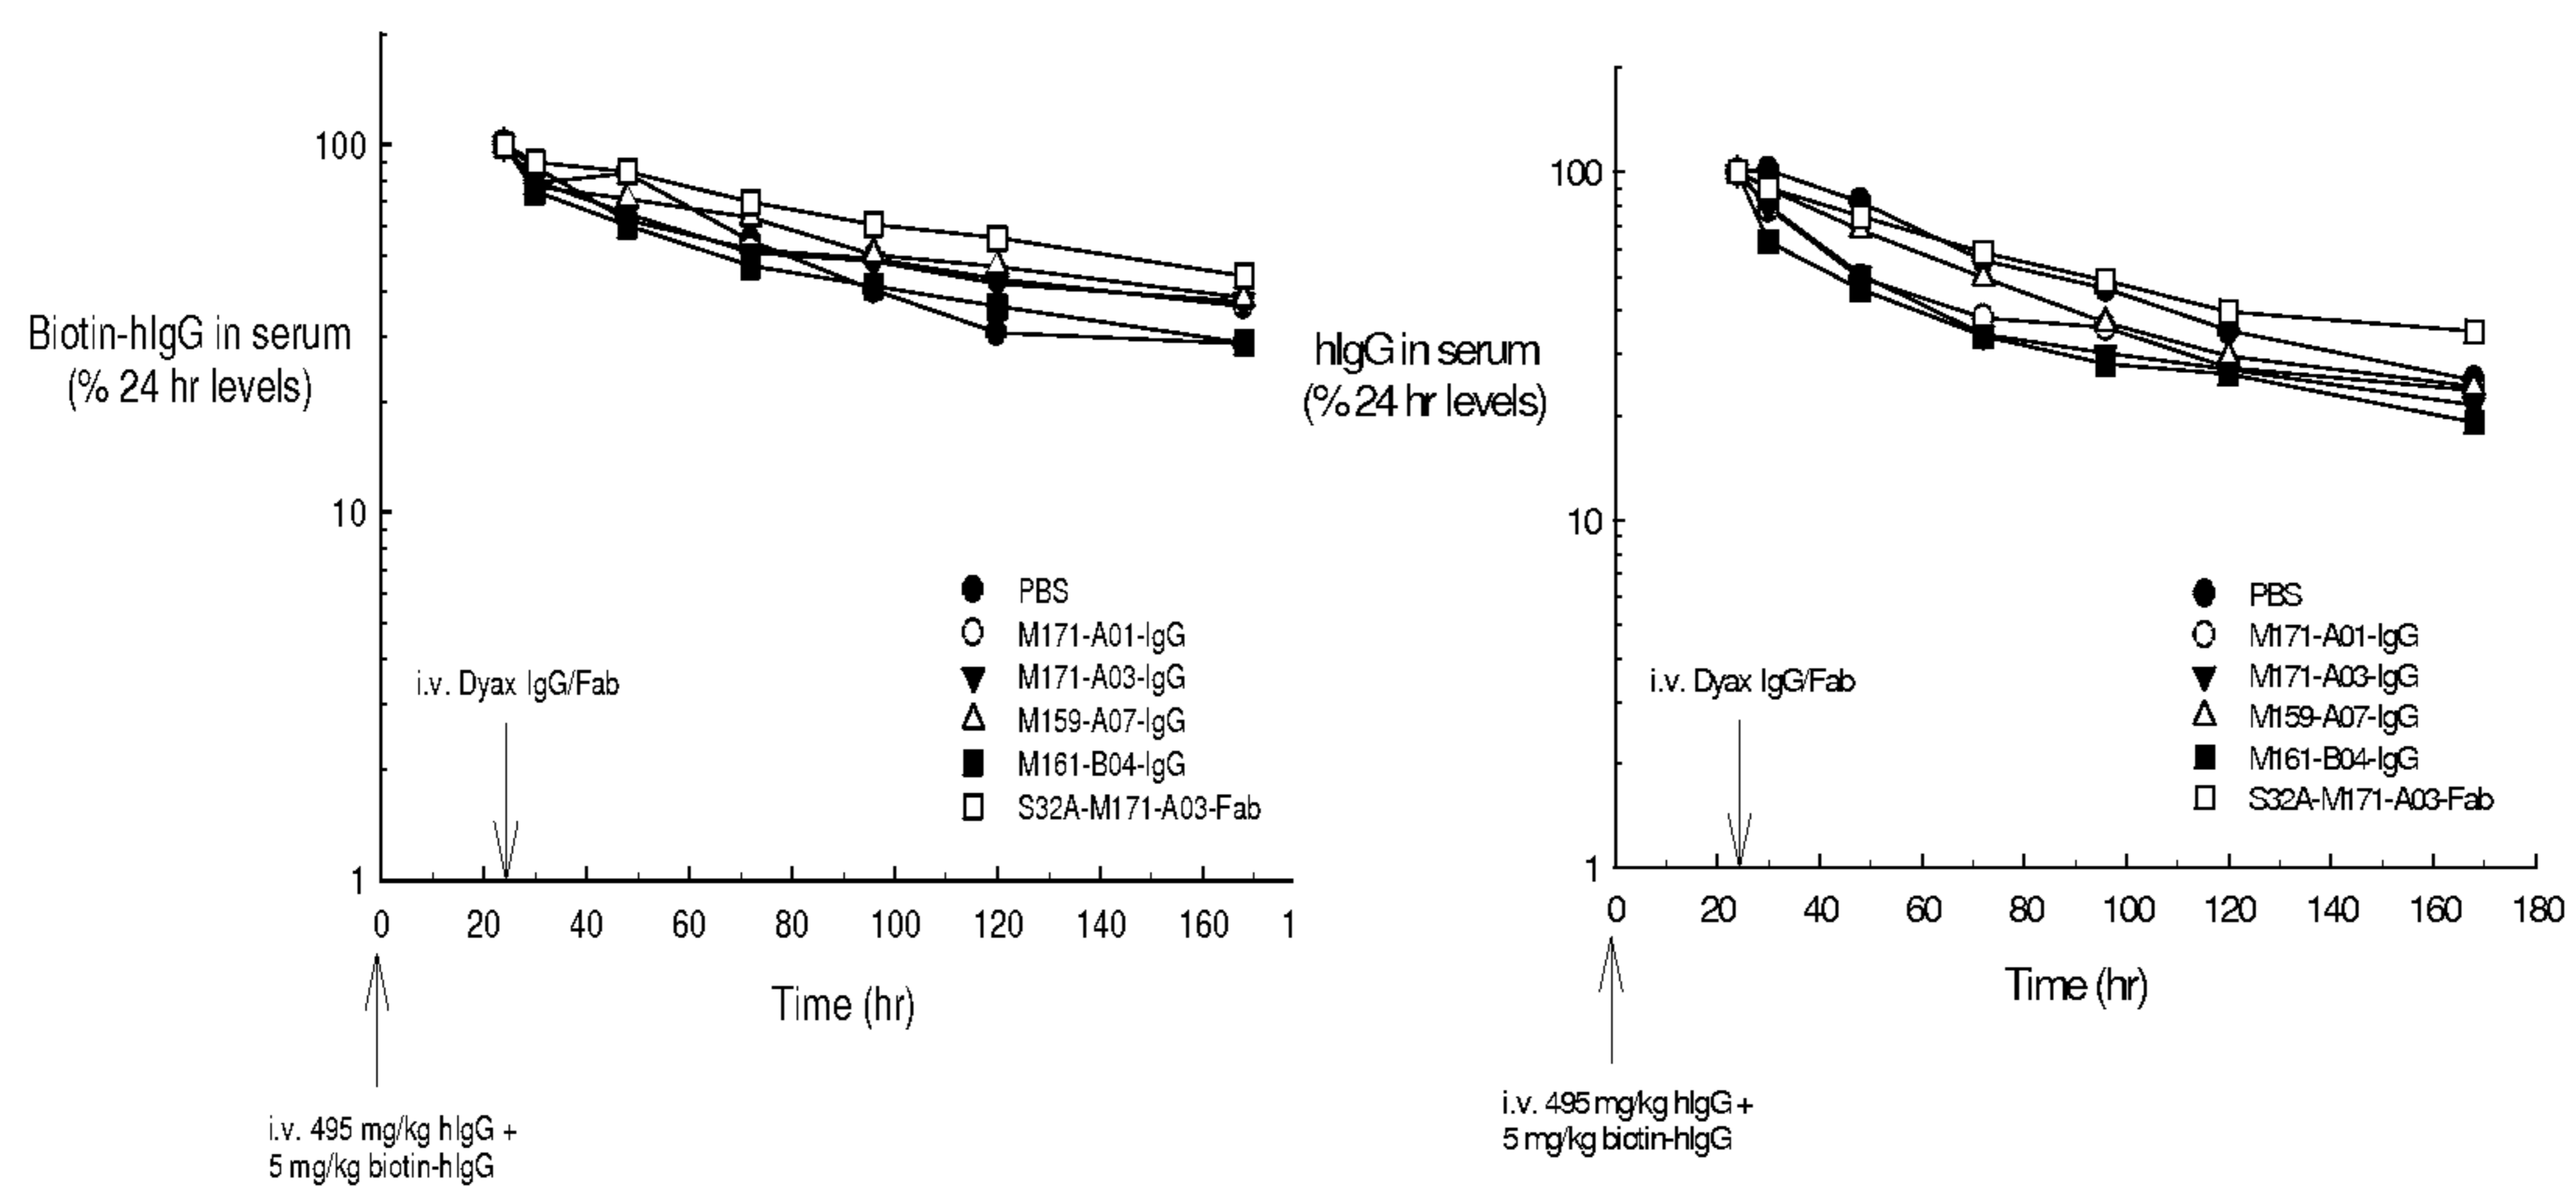 100
10
1
Biotin-hIgG in serum
(% 24 hr levels)
i.v. Dyax IgG/Fab
PBS
M171-A01-IgG
M171-A03-IgG
M159-A07-IgG
M161-B04-IgG
S32A-M171-A03-Fab
0 20 40 60 80 100 120 140 160 1
Time (hr)
i.v. 495 mg/kg hIgG +
5 mg/kg biotin-hIgG
100
10
1
hIgG in serum
(% 24 hr levels)
i.v. Dyax IgG/Fab
PBS
M171-A01-IgG
M171-A03-IgG
M159-A07-IgG
M161-B04-IgG
S32A-M171-A03-Fab
0 20 40 60 80 100 120 140 160 180
Time (hr)
i.v. 495 mg/kg hIgG +
5 mg/kg biotin-hIgG